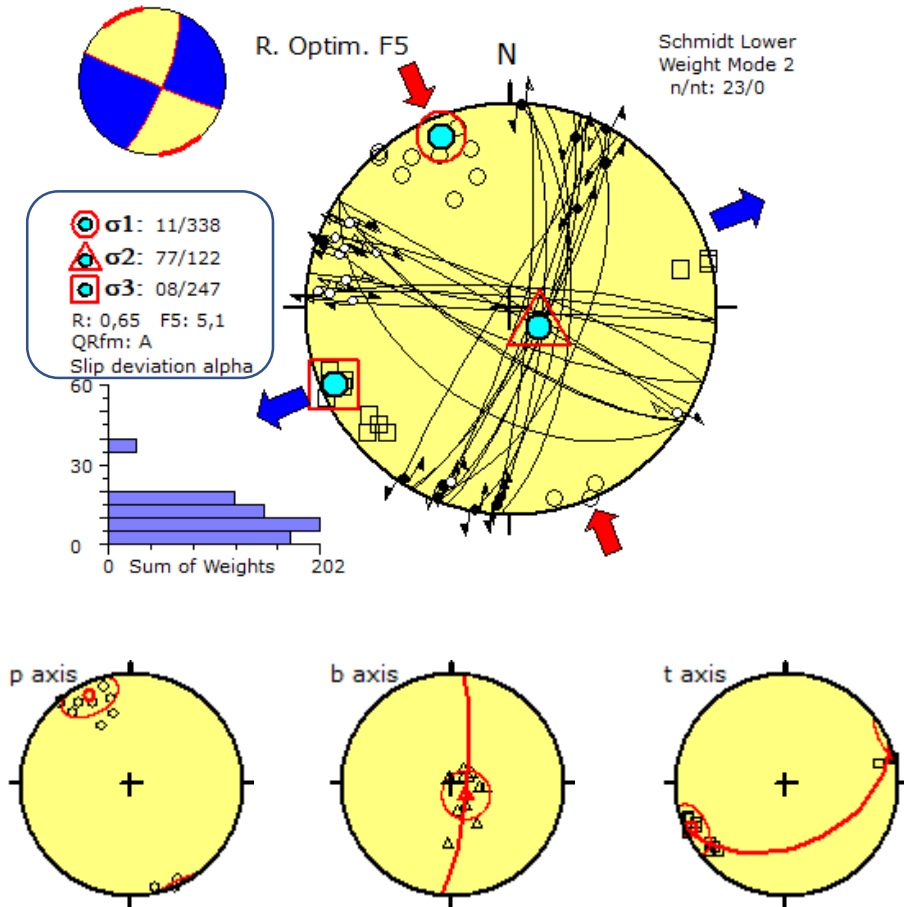 R. Optim. F5
N
Schmidt Lower
Weight Mode 2
n/nt: 23/0
σ1: 11/338
σ2: 77/122
σ3: 08/247
R: 0,65 F5: 5,1
QRfm: A
Slip deviation alpha
60
30
0
0 Sum of Weights 202
p axis
b axis
t axis